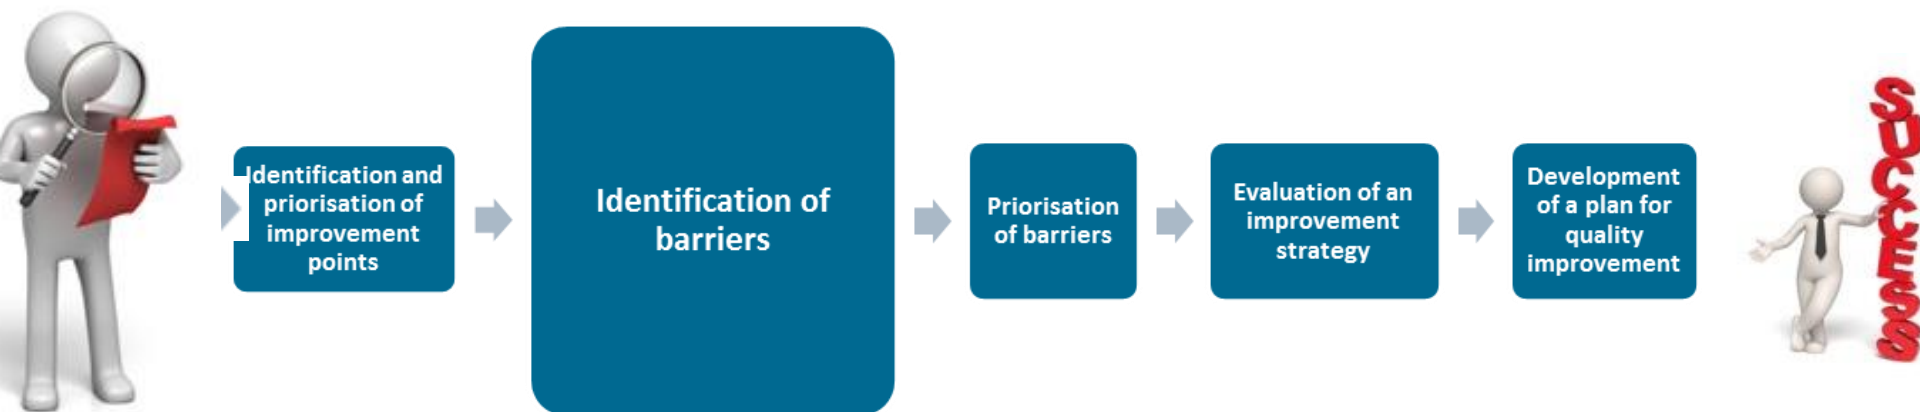 Identification and
priorisation of
improvement
points
Identification of
barriers
Priorisation
of barriers
Evaluation of an
improvement
strategy
Development
of a plan for
quality
improvement
SUCCESS